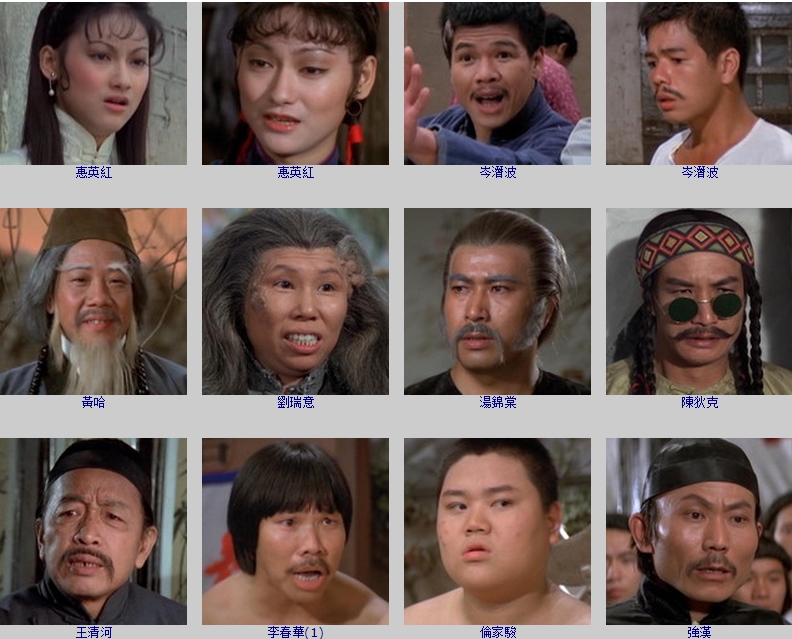 惠英紅
惠英紅
岑潛波
岑潛波
黃哈
劉瑞意
湯錦棠
陳狄克
王清河
李春華(1)
倫家駿
強漢